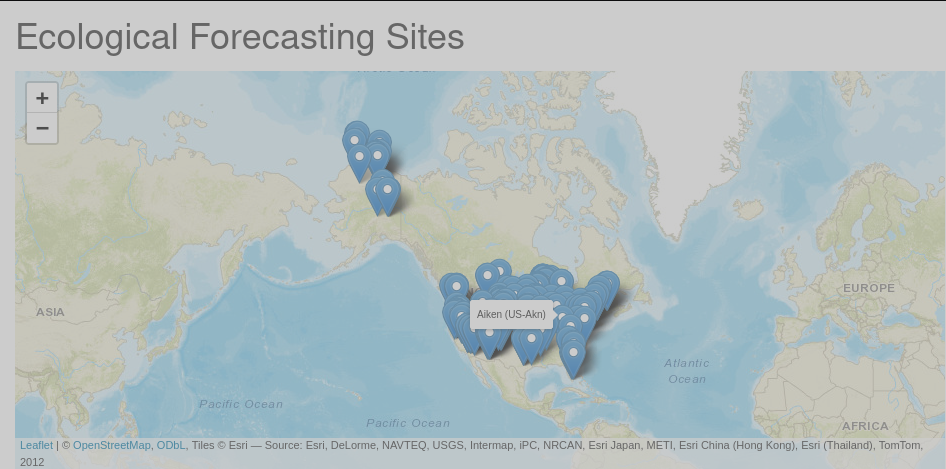 Ecological Forecasting Sites
+
−
Aiken (US-Akn)
ASIA
EUROPE
Atlantic
Ocean
Pacific Ocean
Pacific Ocean
AFRICA
Leaflet | © OpenStreetMap, ODbL, Tiles © Esri — Source: Esri, DeLorme, NAVTEQ, USGS, Intermap, iPC, NRCAN, Esri Japan, METI, Esri China (Hong Kong), Esri (Thailand), TomTom,
2012